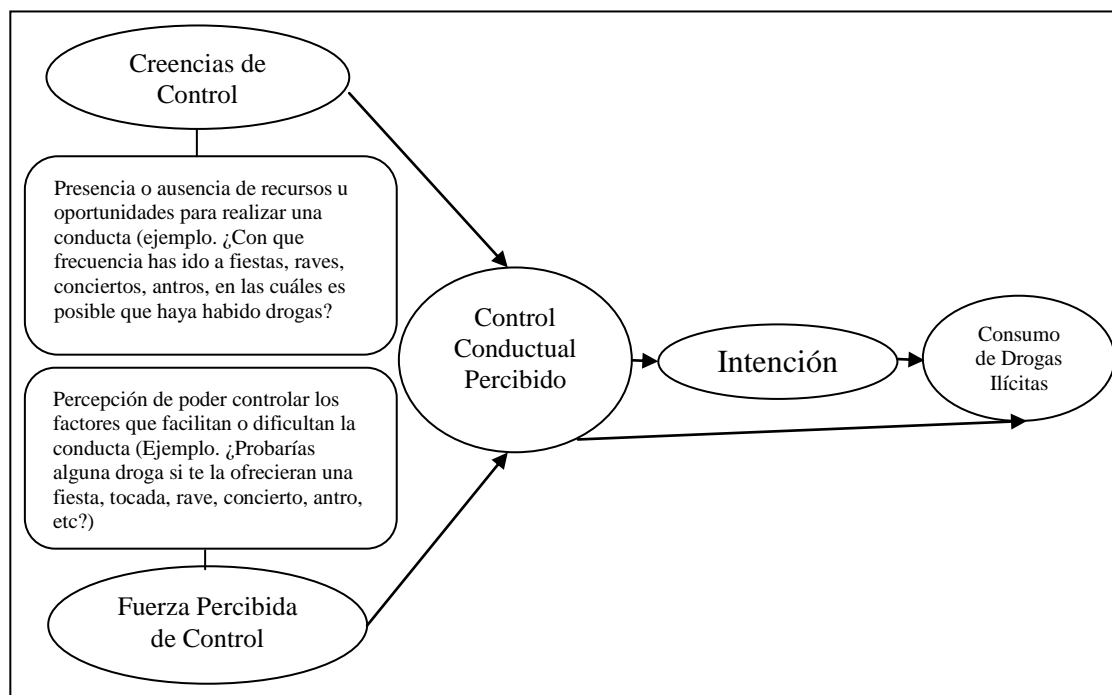 Creencias de
Control
Presencia o ausencia de recursos u
oportunidades para realizar una
conducta (ejemplo. ¿Con que
frecuencia has ido a fiestas, raves,
conciertos, antros, en las cuáles es
posible que haya habido drogas?
Percepción de poder controlar los
factores que facilitan o dificultan la
conducta (Ejemplo. ¿Probarías
alguna droga si te la ofrecieran una
fiesta, tocada, rave, concierto, antro,
etc?)
Fuerza Percibida
de Control
Control
Conductual
Percibido
Intención
Consumo
de Drogas
Ilícitas